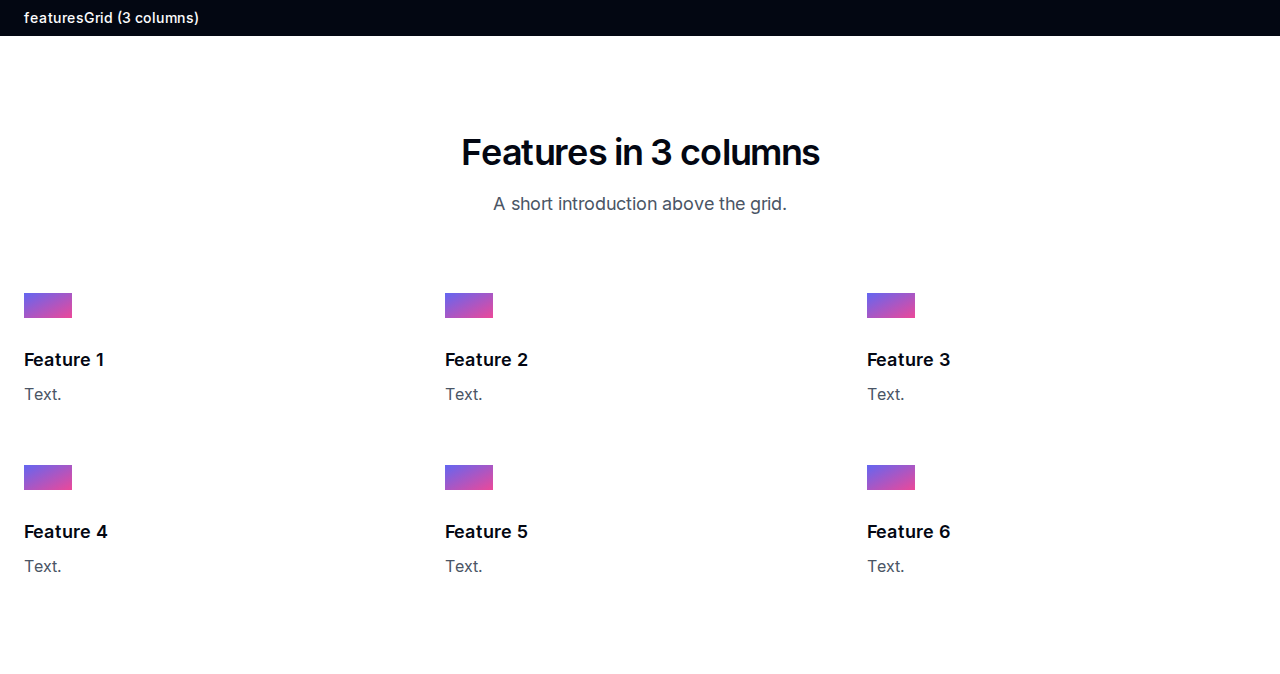 featuresGrid (3 columns)
Features in 3 columns
A short introduction above the grid.
Feature 1
Text.
Feature 2
Text.
Feature 3
Text.
Feature 4
Text.
Feature 5
Text.
Feature 6
Text.